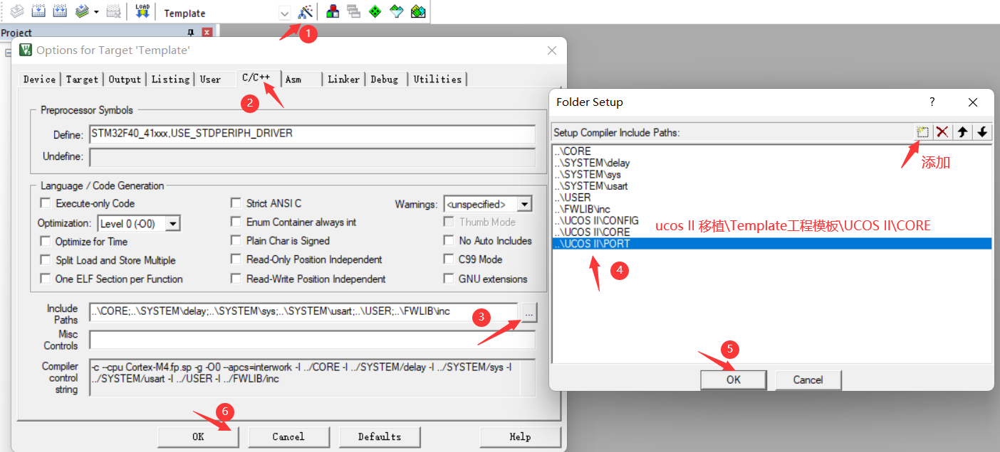 LOAD
Template
1
Project
Options for Target 'Template'
Device
Target
Output
Listing
User
C/C++
Asm
Linker
Debug
Utilities
2
Preprocessor Symbols
Define:
STM32F40_41xxx,USE_STDPERIPH_DRIVER
Undefine:
Language / Code Generation
Execute-only Code
Strict ANSI C
Warnings:
<unspecified>
Optimization:
Level 0 (-O0)
Enum Container always int
Thumb Mode
Optimize for Time
Plain Char is Signed
No Auto Includes
Split Load and Store Multiple
Read-Only Position Independent
C99 Mode
One ELF Section per Function
Read-Write Position Independent
GNU extensions
Include
Paths
..\CORE;..\SYSTEM\delay;..\SYSTEM\sys;..\SYSTEM\usart;..\USER;..\FWLIB\inc
...
3
Misc
Controls
Compiler
control
string
-c --cpu Cortex-M4.fp.sp -g -O0 --apcs=interwork -I ../CORE -I ../SYSTEM/delay -I ../SYSTEM/sys -I
../SYSTEM/usart -I ../USER -I ../FWLIB/inc
6
OK
Cancel
Defaults
Help
Folder Setup
?
Setup Compiler Include Paths:
添加
..\CORE
..\SYSTEM\delay
..\SYSTEM\sys
..\SYSTEM\usart
..\USER
..\FWLIB\inc
..\UCOS II\CONFIG
..\UCOS II\CORE
..\UCOS II\PORT
ucos II 移植\Template工程模板\UCOS II\CORE
4
5
OK
Cancel